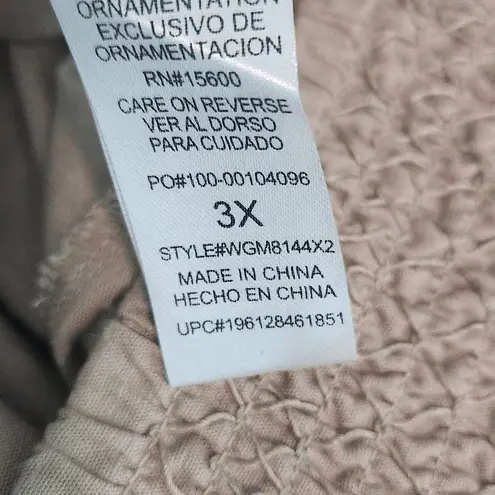 ORNAMENTATION
EXCLUSIVO DE
ORNAMENTACION
RN#15600
CARE ON REVERSE
VER AL DORSO
PARA CUIDADO
PO#100-00104096
3X
STYLE#WGM8144X2
MADE IN CHINA
HECHO EN CHINA
UPC#196128461851